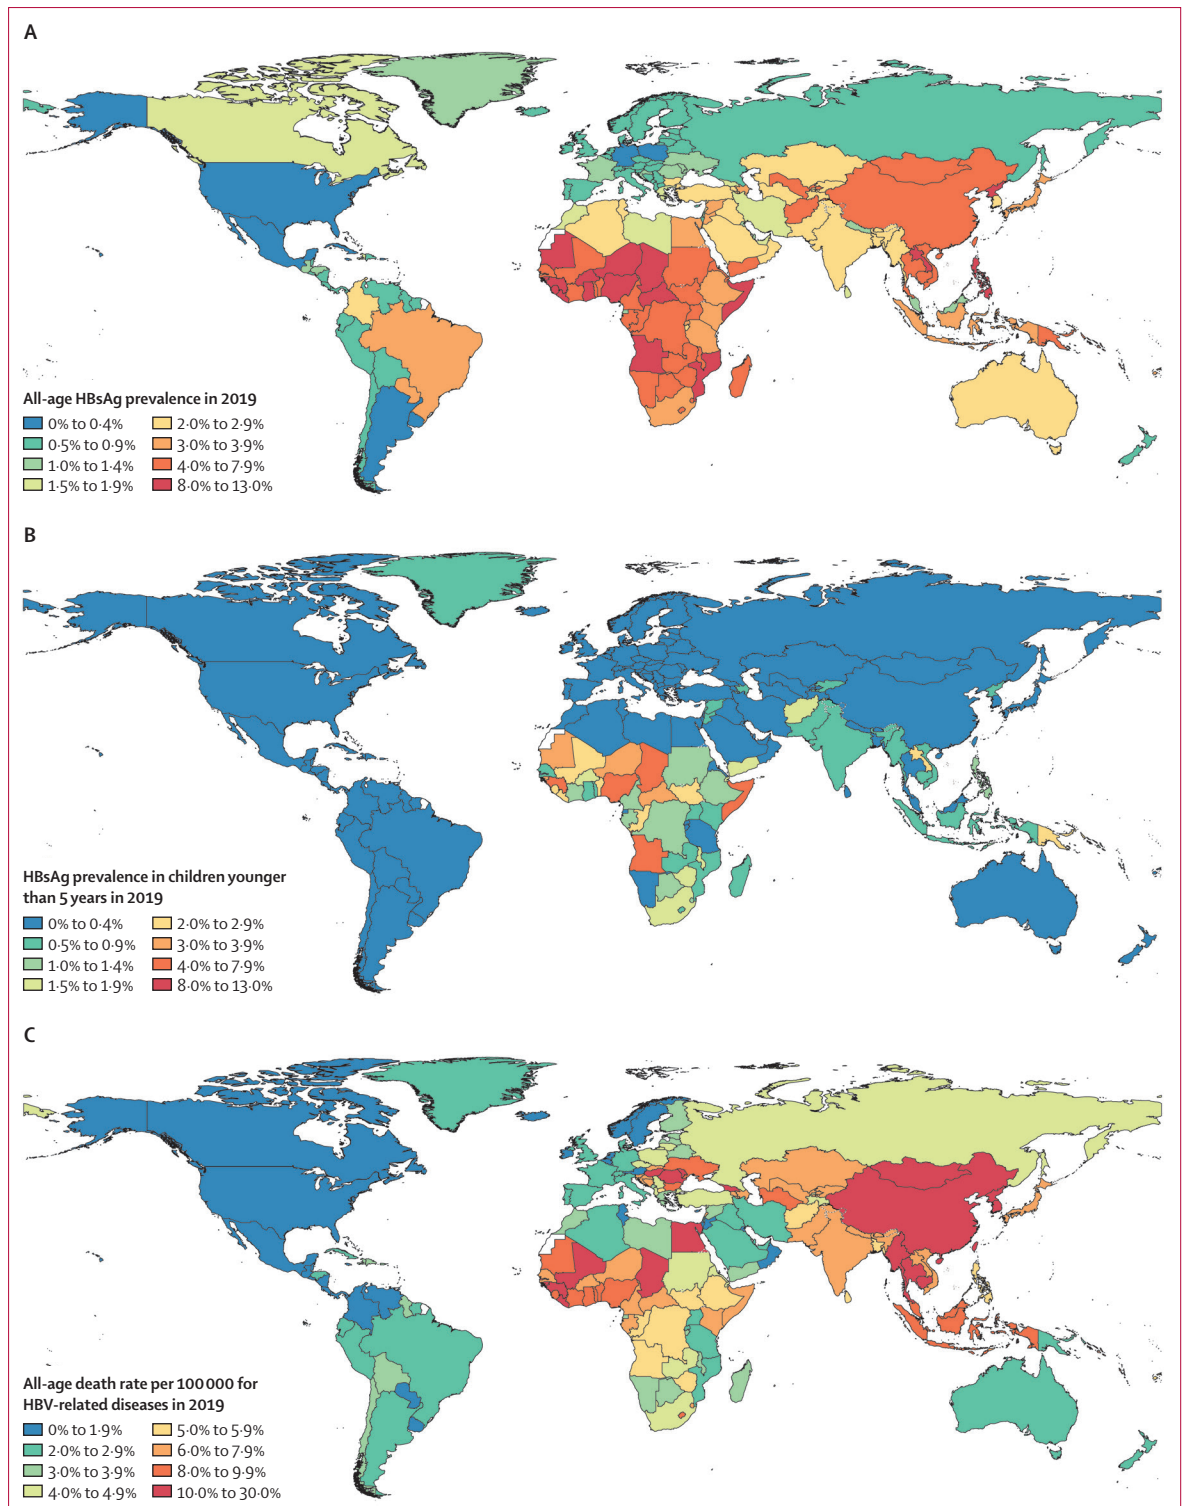 A
All-age HBsAg prevalence in 2019
0% to 0·4%
2·0% to 2·9%
0·5% to 0·9%
3·0% to 3·9%
1·0% to 1·4%
4·0% to 7·9%
1·5% to 1·9%
8·0% to 13·0%
B
HBsAg prevalence in children younger
than 5 years in 2019
0% to 0·4%
2·0% to 2·9%
0·5% to 0·9%
3·0% to 3·9%
1·0% to 1·4%
4·0% to 7·9%
1·5% to 1·9%
8·0% to 13·0%
C
All-age death rate per 100 000 for
HBV-related diseases in 2019
0% to 1·9%
5·0% to 5·9%
2·0% to 2·9%
6·0% to 7·9%
3·0% to 3·9%
8·0% to 9·9%
4·0% to 4·9%
10·0% to 30·0%